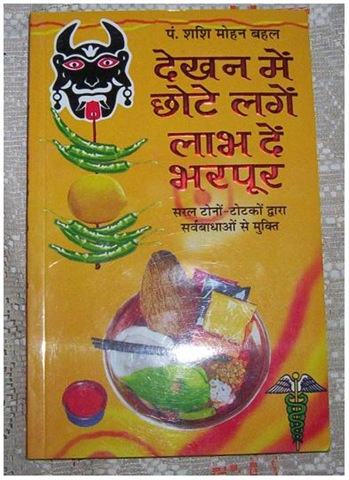 पं. शशि मोहन बहल
देखन में
छोटे लगें
लाभ दें
भरपूर
सरल टोनों-टोटकों द्वारा
सर्वबाधाओं से मुक्ति